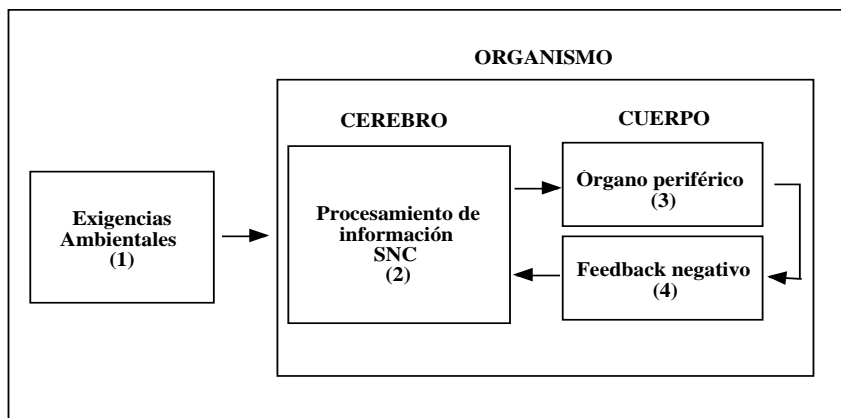 ORGANISMO
CEREBRO
CUERPO
Exigencias
Ambientales
(1)
Procesamiento de
información
SNC
(2)
Órgano periférico
(3)
Feedback negativo
(4)